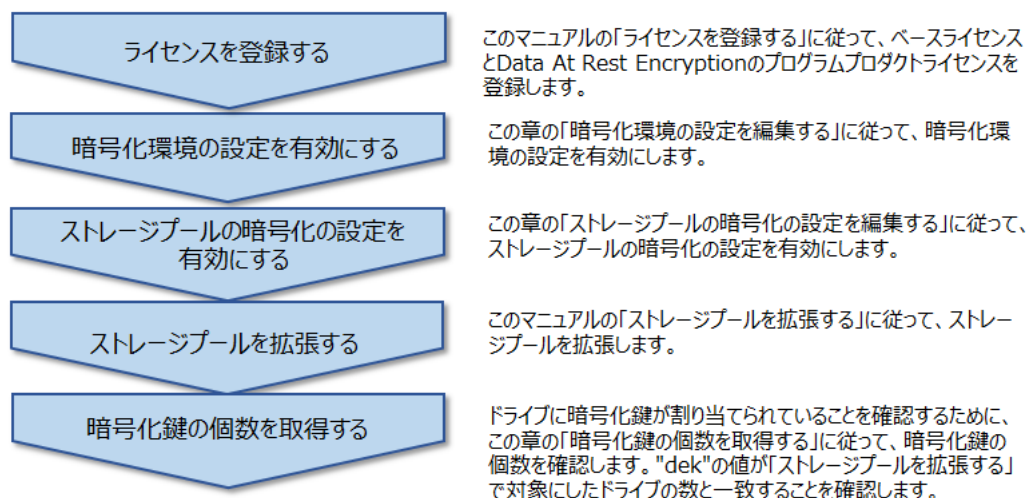 ライセンスを登録する
このマニュアルの「ライセンスを登録する」に従って、ベースライセンス
とData At Rest Encryptionのプログラムプロダクトライセンスを
登録します。
暗号化環境の設定を有効にする
この章の「暗号化環境の設定を編集する」に従って、暗号化環
境の設定を有効にします。
ストレージプールの暗号化の設定を
有効にする
この章の「ストレージプールの暗号化の設定を編集する」に従って、
ストレージプールの暗号化の設定を有効にします。
ストレージプールを拡張する
このマニュアルの「ストレージプールを拡張する」に従って、ストレー
ジプールを拡張します。
暗号化鍵の個数を取得する
ドライブに暗号化鍵が割り当てられていることを確認するために、
この章の「暗号化鍵の個数を取得する」に従って、暗号化鍵の
個数を確認します。"dek"の値が「ストレージプールを拡張する」
で対象にしたドライブの数と一致することを確認します。